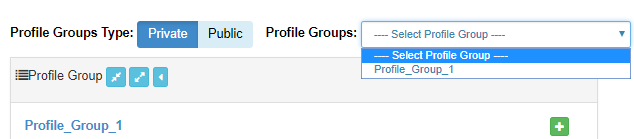 Profile Groups Type: Private Public Profile Groups: ---- Select Profile Group ----
---- Select Profile Group ----
Profile_Group_1
Profile Group
Profile_Group_1